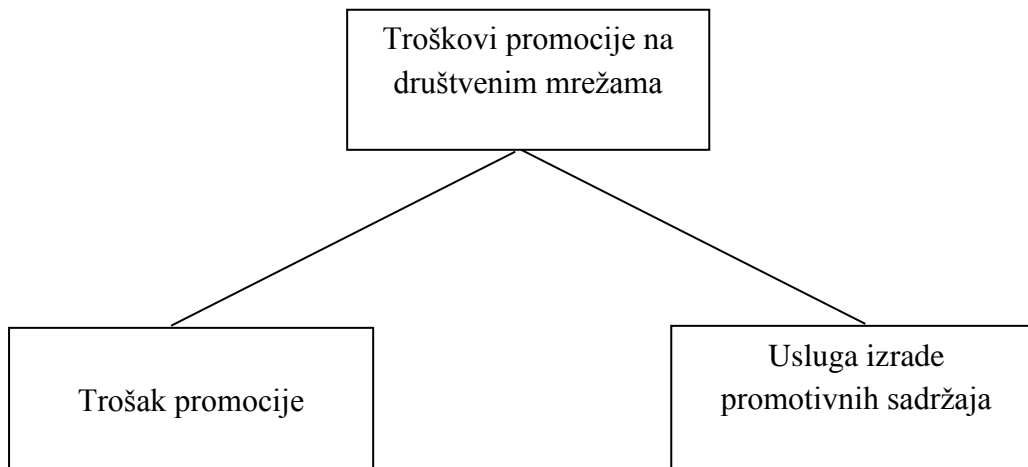 Troškovi promocije na
društvenim mrežama
Trošak promocije
Usluga izrade
promotivnih sadržaja